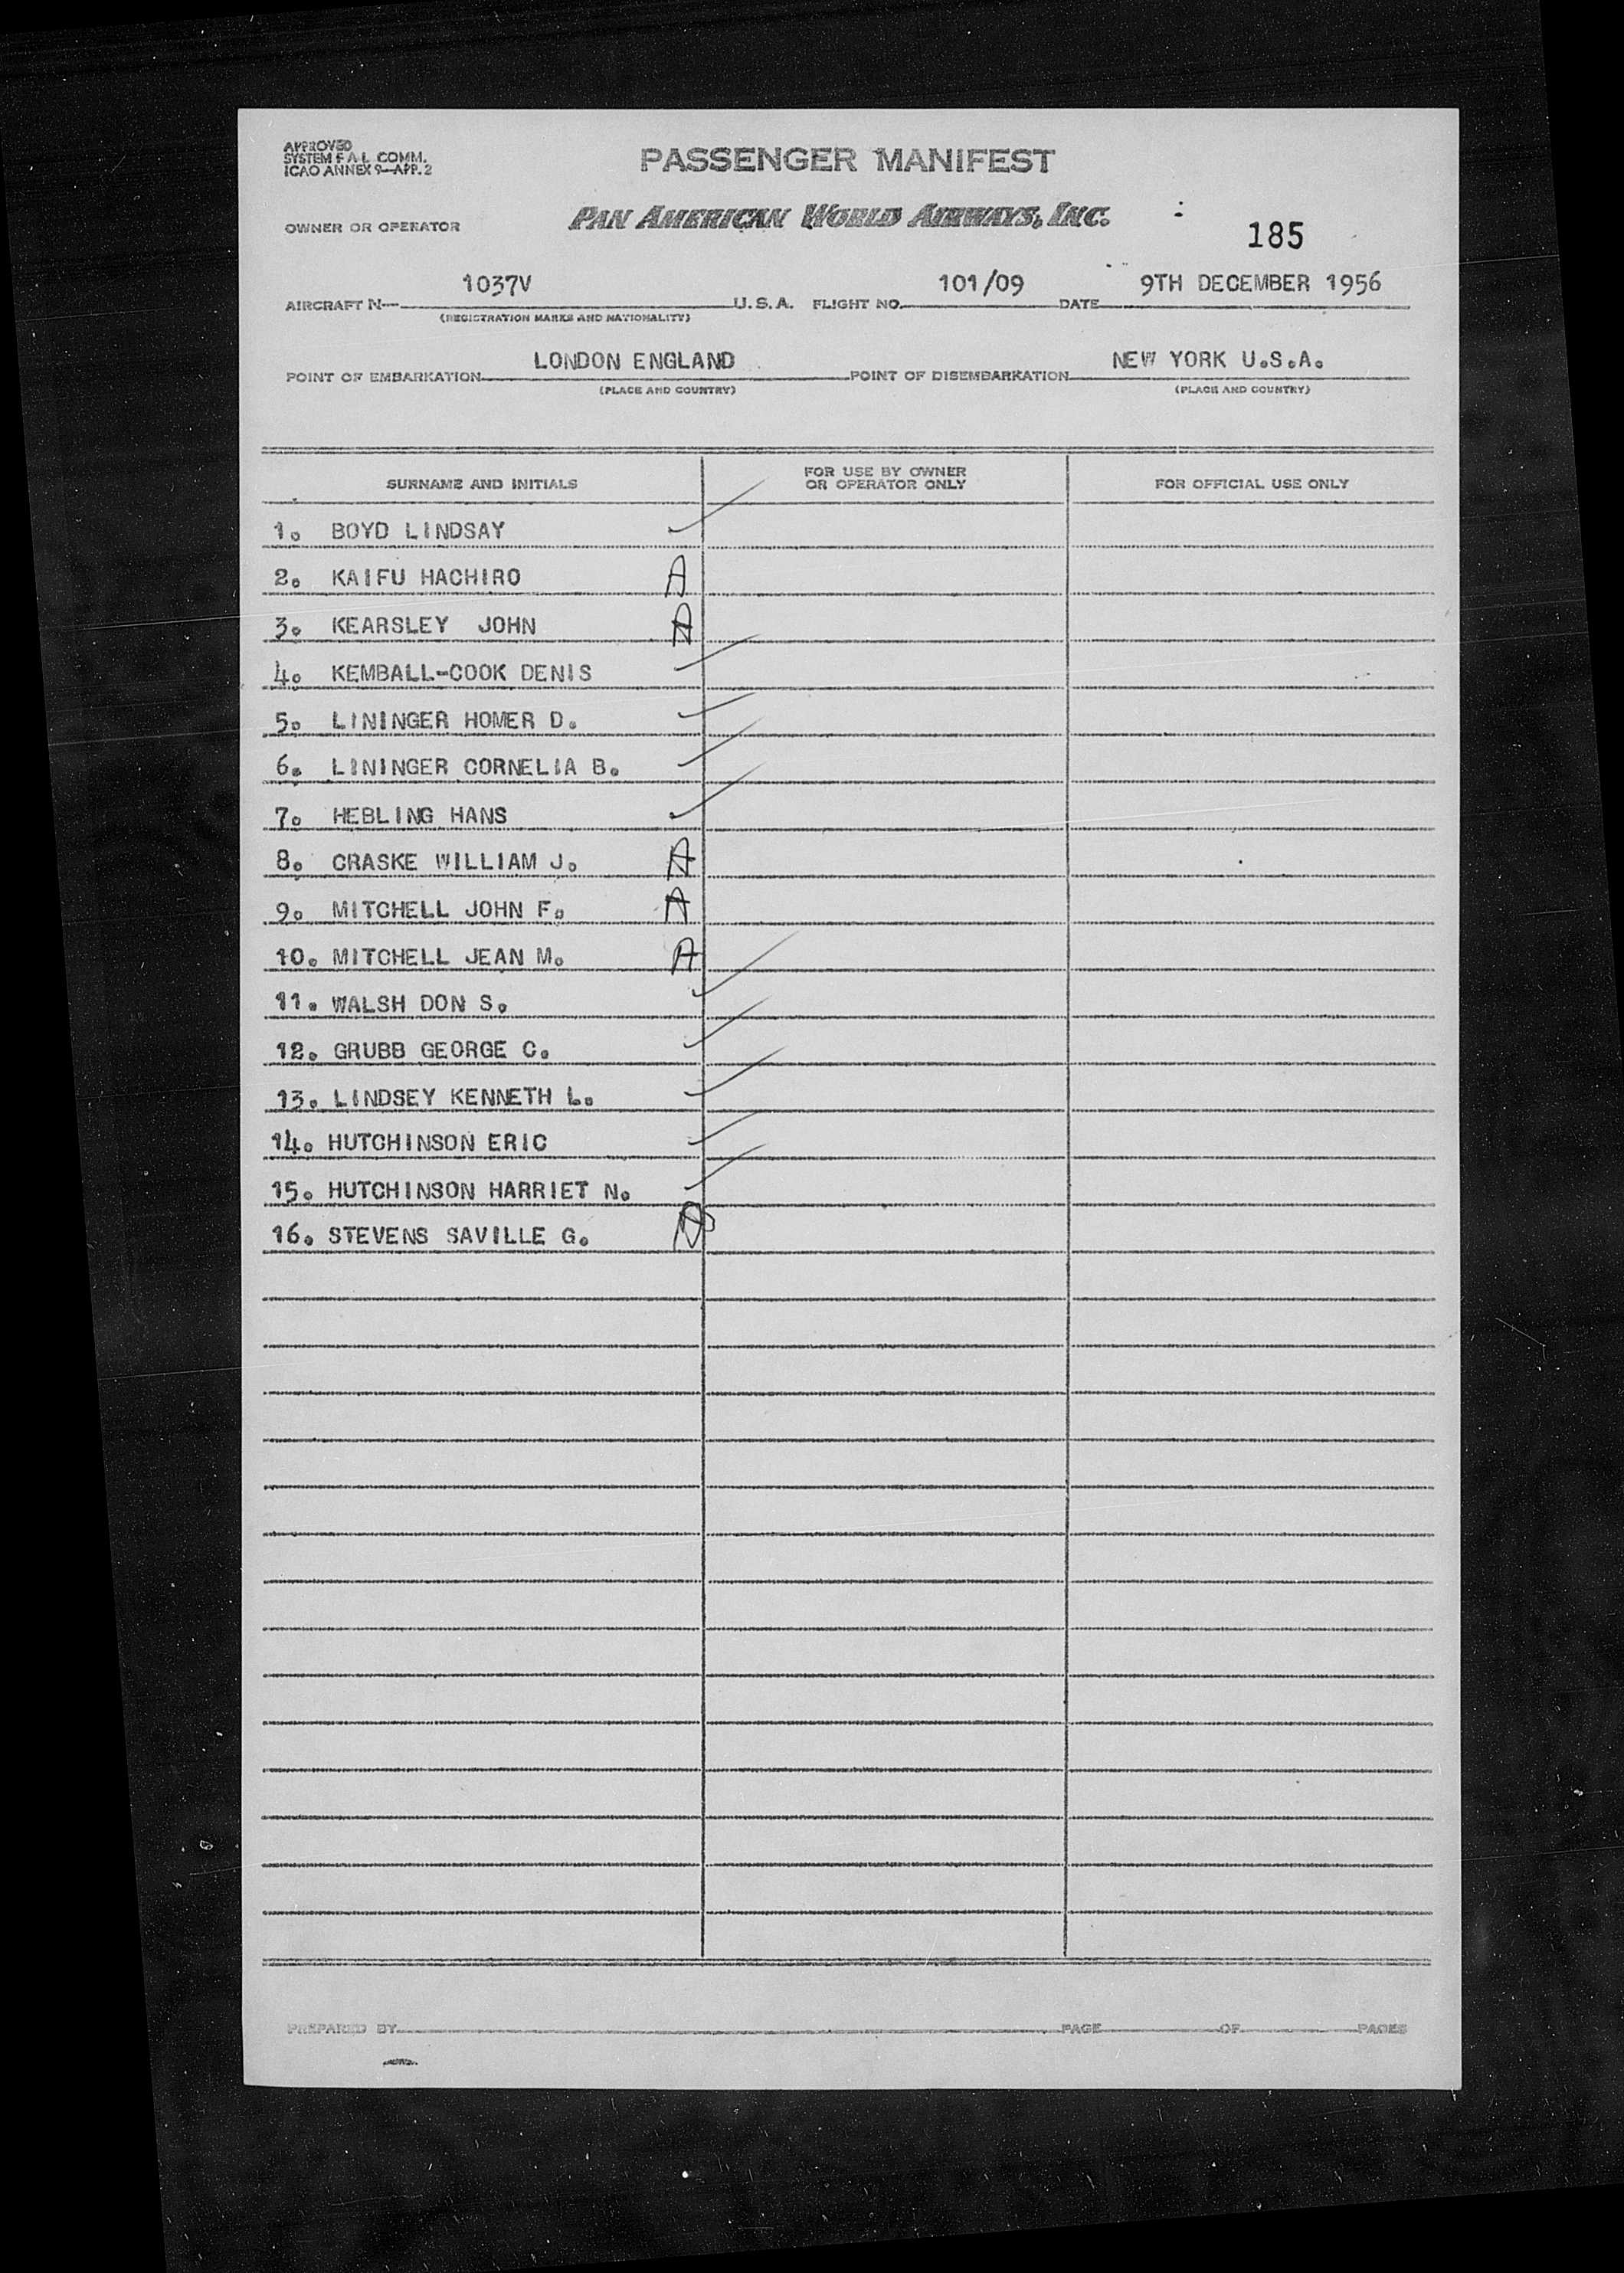 APPROVED
SYSTEM F A L COMM.
ICAO ANNEX 9—APP. 2
PASSENGER MANIFEST
OWNER OR OPERATOR PAN AMERICAN WORLD AIRWAYS, INC.
185
AIRCRAFT N— 1037V U. S. A. FLIGHT NO. 101/09 DATE 9TH DECEMBER 1956
(REGISTRATION MARKS AND NATIONALITY)
POINT OF EMBARKATION LONDON ENGLAND POINT OF DISEMBARKATION NEW YORK U.S.A.
(PLACE AND COUNTRY) (PLACE AND COUNTRY)
SURNAME AND INITIALS
FOR USE BY OWNER
OR OPERATOR ONLY
FOR OFFICIAL USE ONLY
1. BOYD LINDSAY
2. KAIFU HACHIRO A
3. KEARSLEY JOHN A
4. KEMBALL-COOK DENIS
5. LININGER HOMER D.
6. LININGER CORNELIA B.
7. HEBLING HANS
8. CRASKE WILLIAM J. A
9. MITCHELL JOHN F. A
10. MITCHELL JEAN M. A
11. WALSH DON S.
12. GRUBB GEORGE C.
13. LINDSEY KENNETH L.
14. HUTCHINSON ERIC
15. HUTCHINSON HARRIET N.
16. STEVENS SAVILLE G.
PREPARED BY PAGE OF PAGES